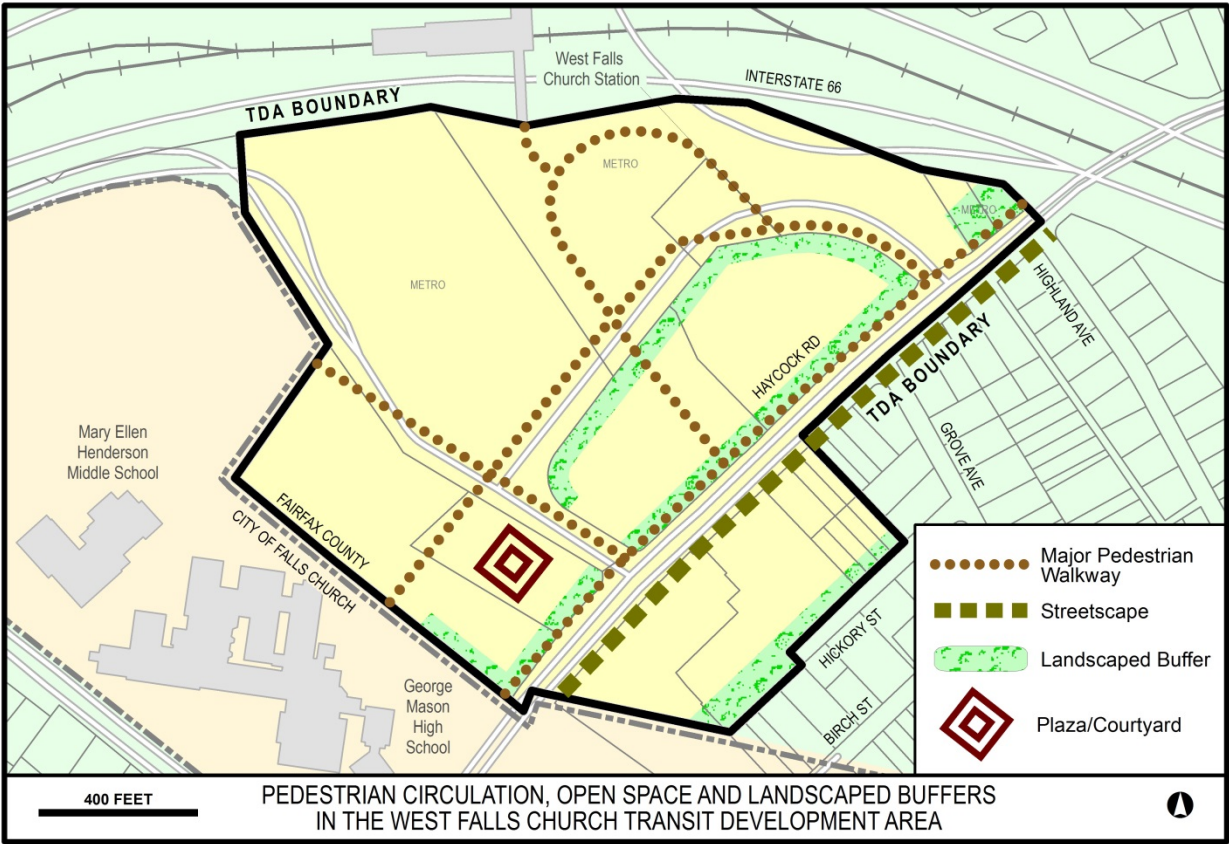 West Falls
Church Station
INTERSTATE 66
TDA BOUNDARY
METRO
METRO
METRO
HIGHLAND AVE
HAYCOCK RD
TDA BOUNDARY
GROVE AVE
Mary Ellen
Henderson
Middle School
FAIRFAX COUNTY
CITY OF FALLS CHURCH
George
Mason
High
School
HICKORY ST
BIRCH ST
Major Pedestrian
Walkway
Streetscape
Landscaped Buffer
Plaza/Courtyard
400 FEET
PEDESTRIAN CIRCULATION, OPEN SPACE AND LANDSCAPED BUFFERS
IN THE WEST FALLS CHURCH TRANSIT DEVELOPMENT AREA